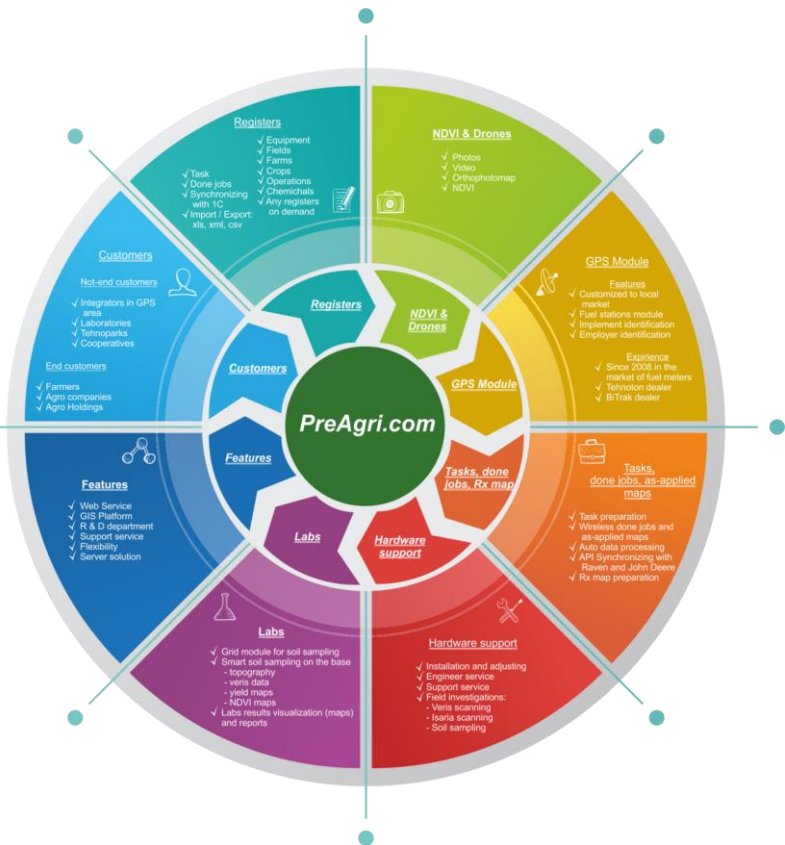 Registers
Task
Done jobs
Synchronizing
with 1C
Import / Export:
xls, xml, csv
Equipment
Fields
Farms
Crops
Operations
Chemichals
Any registers
on demand
NDVI & Drones
Photos
Video
Orthophotomap
NDVI
GPS Module
Features
Customized to local
market
Fuel stations module
Implement identification
Employer identification
Expirience
Since 2008 in the
market of fuel meters
Tehnoton dealer
BiTrak dealer
Tasks,
done jobs, as-applied
maps
Task preparation
Wireless done jobs and
as-applied maps
Auto data processing
API Synchronizing with
Raven and John Deere
Rx map preparation
Hardware support
Installation and adjusting
Engineer service
Support service
Field investigations:
- Veris scanning
- Isaria scanning
- Soil sampling
Labs
Grid module for soil sampling
Smart soil sampling on the base
- topography
- veris data
- yield maps
- NDVI maps
Labs results visualization (maps)
and reports
Features
Web Service
GIS Platform
R & D department
Support service
Flexibility
Server solution
Customers
Not-end customers
Integrators in GPS
area
Laboratories
Tehnoparks
Cooperatives
End customers
Farmers
Agro companies
Agro Holdings
Registers
NDVI &
Drones
GPS Module
Tasks, done
jobs, Rx map
Hardware
support
Labs
Features
Customers
PreAgri.com